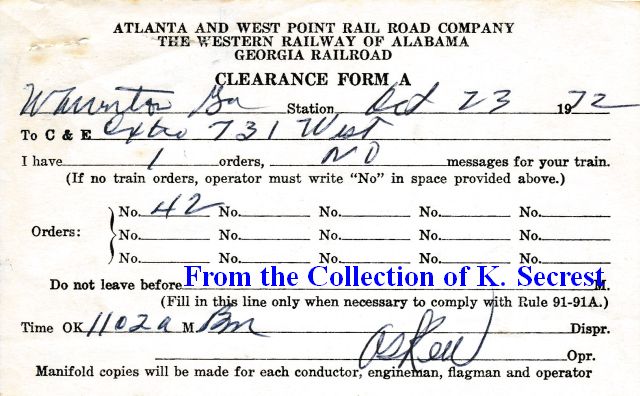 ATLANTA AND WEST POINT RAIL ROAD COMPANY
THE WESTERN RAILWAY OF ALABAMA
GEORGIA RAILROAD
CLEARANCE FORM A
Ga Station, Oct 23 1972
To C & E Extra 731 West
I have 1 orders, NO messages for your train.
(If no train orders, operator must write "No" in space provided above.)
Orders: No. 42 No. No. No. No.
No. No. No. No. No.
No. No. No. No. No.
Do not leave before From the Collection of K. Secrest M.
(Fill in this line only when necessary to comply with Rule 91-91A.)
Time OK 1102a M Dispr.
Askew Opr.
Manifold copies will be made for each conductor, engineman, flagman and operator